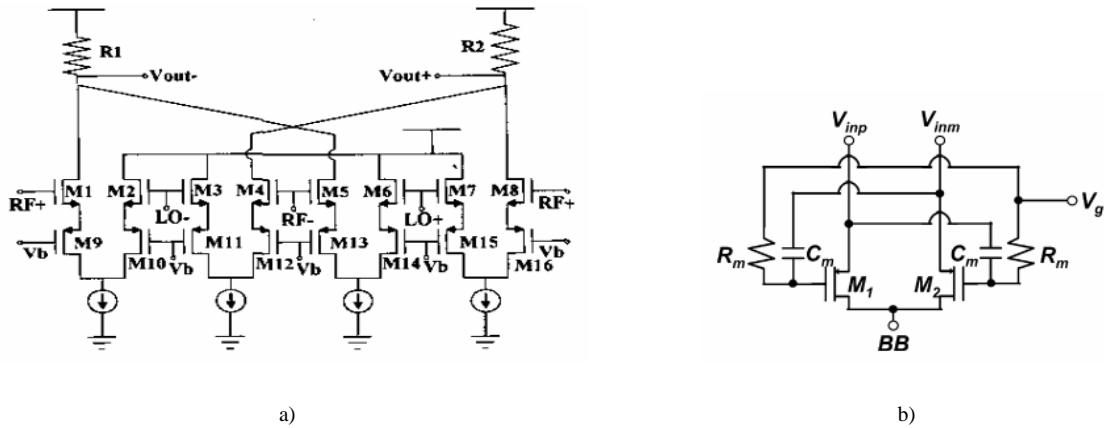 R1
R2
Vout-
Vout+
M1 M2 M3 M4 M5 M6 M7 M8
RF+ LO- RF- LO+ RF+
Vb M9 M10 Vb M11 M12 Vb M13 M14 Vb M15 M16 Vb
Vinp Vinm
Vg
Rm Cm M1 M2 Cm Rm
BB
a) b)